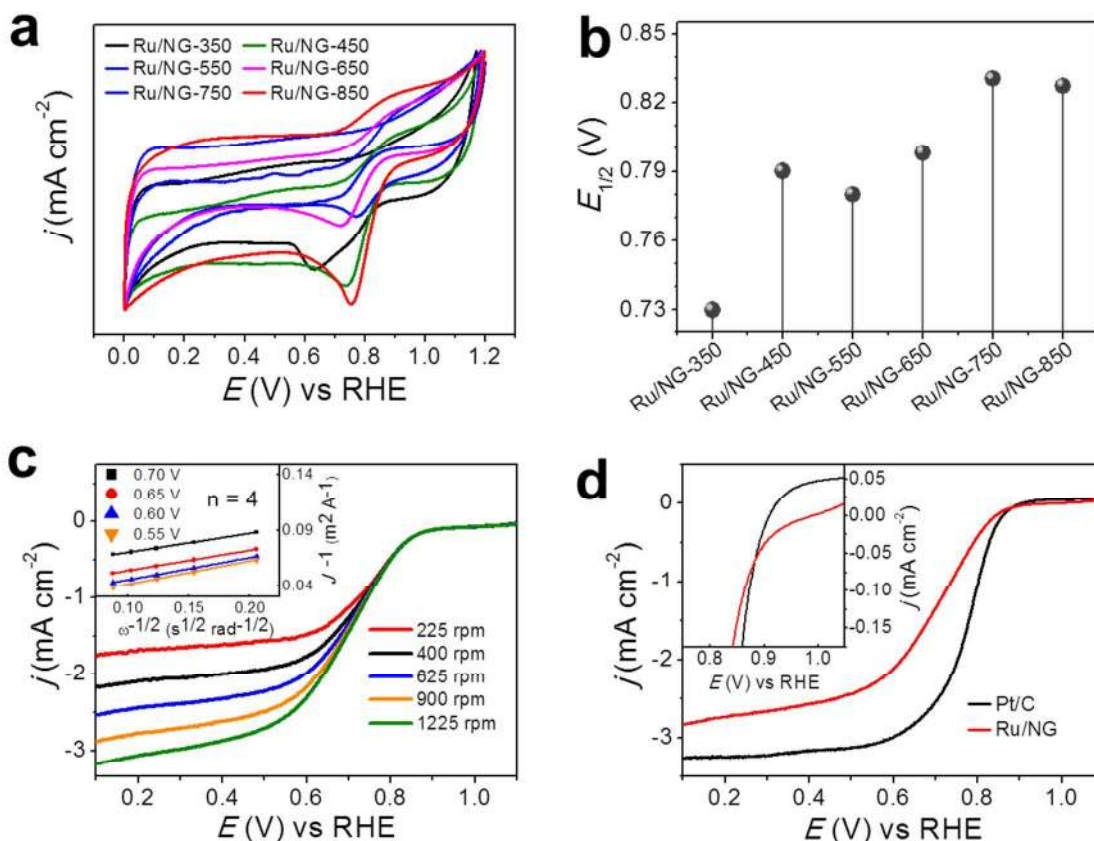 a
Ru/NG-350 Ru/NG-450
Ru/NG-550 Ru/NG-650
Ru/NG-750 Ru/NG-850
j (mA cm⁻²)
0.0 0.2 0.4 0.6 0.8 1.0 1.2
E (V) vs RHE
b
E₁/₂ (V)
0.85
0.82
0.79
0.76
0.73
Ru/NG-350
Ru/NG-450
Ru/NG-550
Ru/NG-650
Ru/NG-750
Ru/NG-850
c
0.70 V
0.65 V
0.60 V
0.55 V
n = 4
0.14
0.09
0.04
J⁻¹ (m2 A-1)
0.10 0.15 0.20
ω⁻¹/² (s¹/² rad⁻¹/²)
j (mA cm⁻²)
0
-1
-2
-3
225 rpm
400 rpm
625 rpm
900 rpm
1225 rpm
0.2 0.4 0.6 0.8 1.0
E (V) vs RHE
d
0.05
0.00
-0.05
-0.10
-0.15
j (mA cm⁻²)
0.8 0.9 1.0
E (V) vs RHE
j (mA cm⁻²)
0
-1
-2
-3
Pt/C
Ru/NG
0.2 0.4 0.6 0.8 1.0
E (V) vs RHE